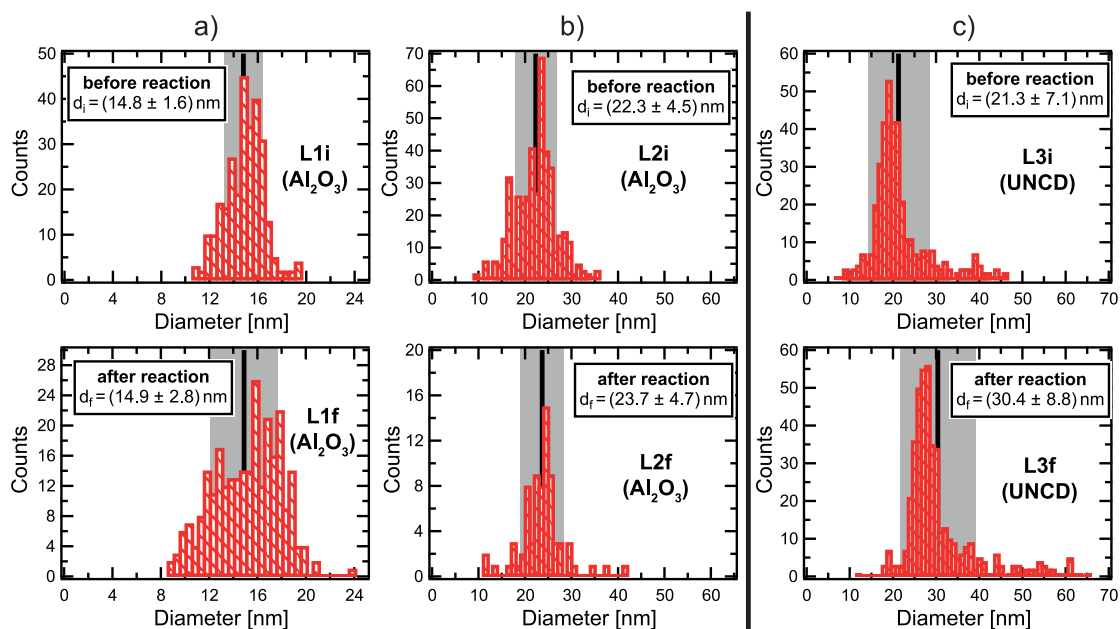 a)
b)
c)
50
40
30
20
10
0
Counts
before reaction
dᵢ = (14.8 ± 1.6) nm
L1i
(Al₂O₃)
0 4 8 12 16 20 24
Diameter [nm]
70
60
50
40
30
20
10
0
Counts
before reaction
dᵢ = (22.3 ± 4.5) nm
L2i
(Al₂O₃)
0 10 20 30 40 50 60
Diameter [nm]
60
50
40
30
20
10
0
Counts
before reaction
dᵢ = (21.3 ± 7.1) nm
L3i
(UNCD)
0 10 20 30 40 50 60 70
Diameter [nm]
28
24
20
16
12
8
4
0
Counts
after reaction
d_f = (14.9 ± 2.8) nm
L1f
(Al₂O₃)
0 4 8 12 16 20 24
Diameter [nm]
20
16
12
8
4
0
Counts
after reaction
d_f = (23.7 ± 4.7) nm
L2f
(Al₂O₃)
0 10 20 30 40 50 60
Diameter [nm]
60
50
40
30
20
10
0
Counts
after reaction
d_f = (30.4 ± 8.8) nm
L3f
(UNCD)
0 10 20 30 40 50 60 70
Diameter [nm]